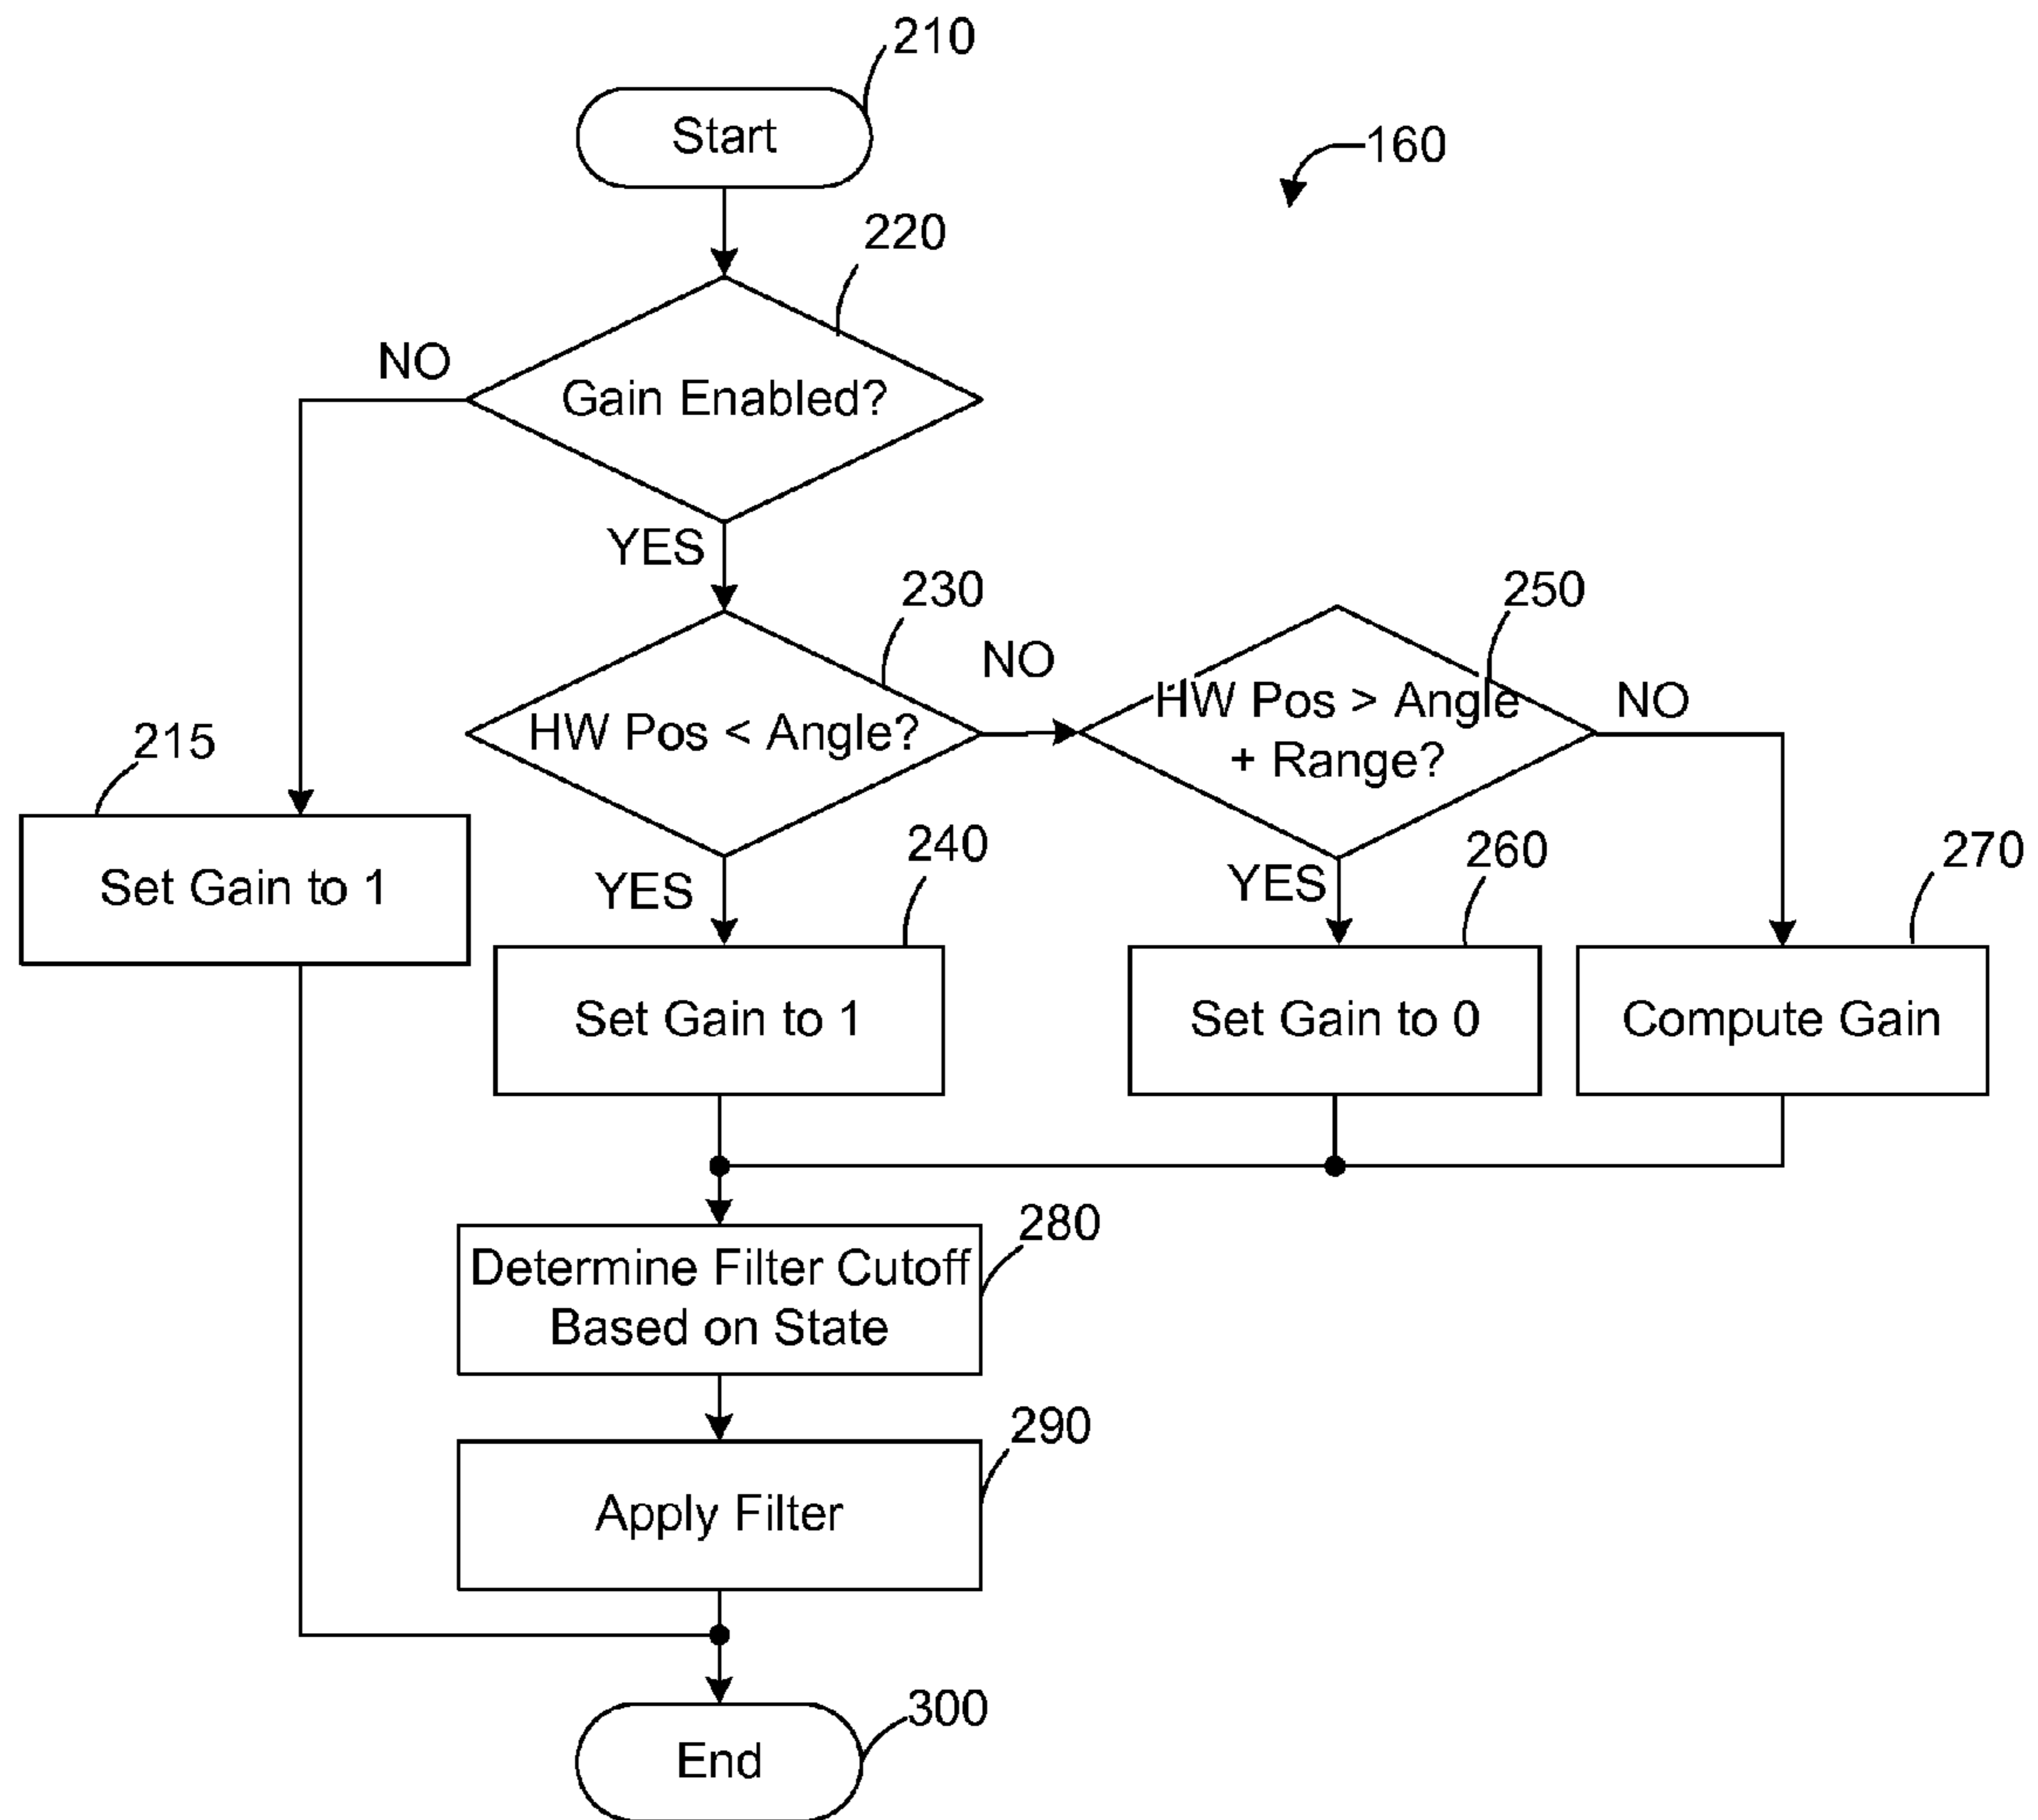 210
Start
160
220
NO
Gain Enabled?
YES
230
250
NO
HW Pos < Angle?
HW Pos > Angle
+ Range?
NO
215
Set Gain to 1
YES
240
YES
260
270
Set Gain to 1
Set Gain to 0
Compute Gain
280
Determine Filter Cutoff
Based on State
290
Apply Filter
300
End